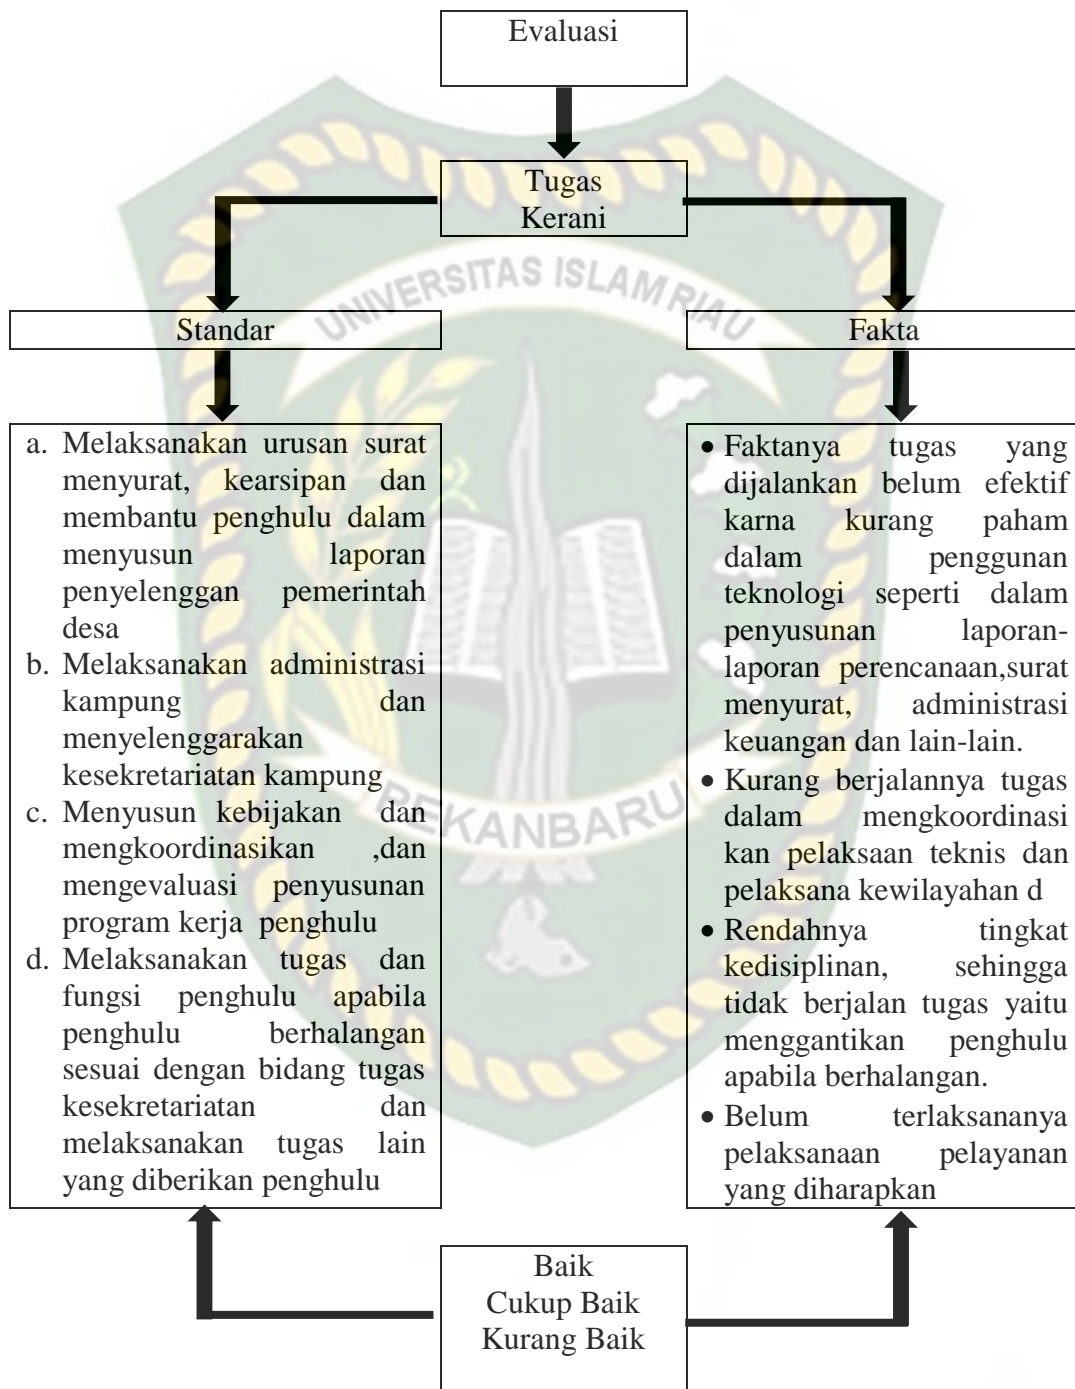 Evaluasi
Tugas
Kerani
UNIVERSITAS ISLAM RIAU
Standar
Fakta
a. Melaksanakan urusan surat
menyurat, kearsipan dan
membantu penghulu dalam
menyusun laporan
penyelenggan pemerintah
desa
b. Melaksanakan administrasi
kampung dan
menyelenggarakan
kesekretariatan kampung
c. Menyusun kebijakan dan
mengkoordinasikan ,dan
mengevaluasi penyusunan
program kerja penghulu
d. Melaksanakan tugas dan
fungsi penghulu apabila
penghulu berhalangan
sesuai dengan bidang tugas
kesekretariatan dan
melaksanakan tugas lain
yang diberikan penghulu
• Faktanya tugas yang
dijalankan belum efektif
karna kurang paham
dalam penggunan
teknologi seperti dalam
penyusunan laporan-
laporan perencanaan,surat
menyurat, administrasi
keuangan dan lain-lain.
• Kurang berjalannya tugas
dalam mengkoordinasi
kan pelaksaan teknis dan
pelaksana kewilayahan d
• Rendahnya tingkat
kedisiplinan, sehingga
tidak berjalan tugas yaitu
menggantikan penghulu
apabila berhalangan.
• Belum terlaksananya
pelaksanaan pelayanan
yang diharapkan
PEKANBARU
Baik
Cukup Baik
Kurang Baik